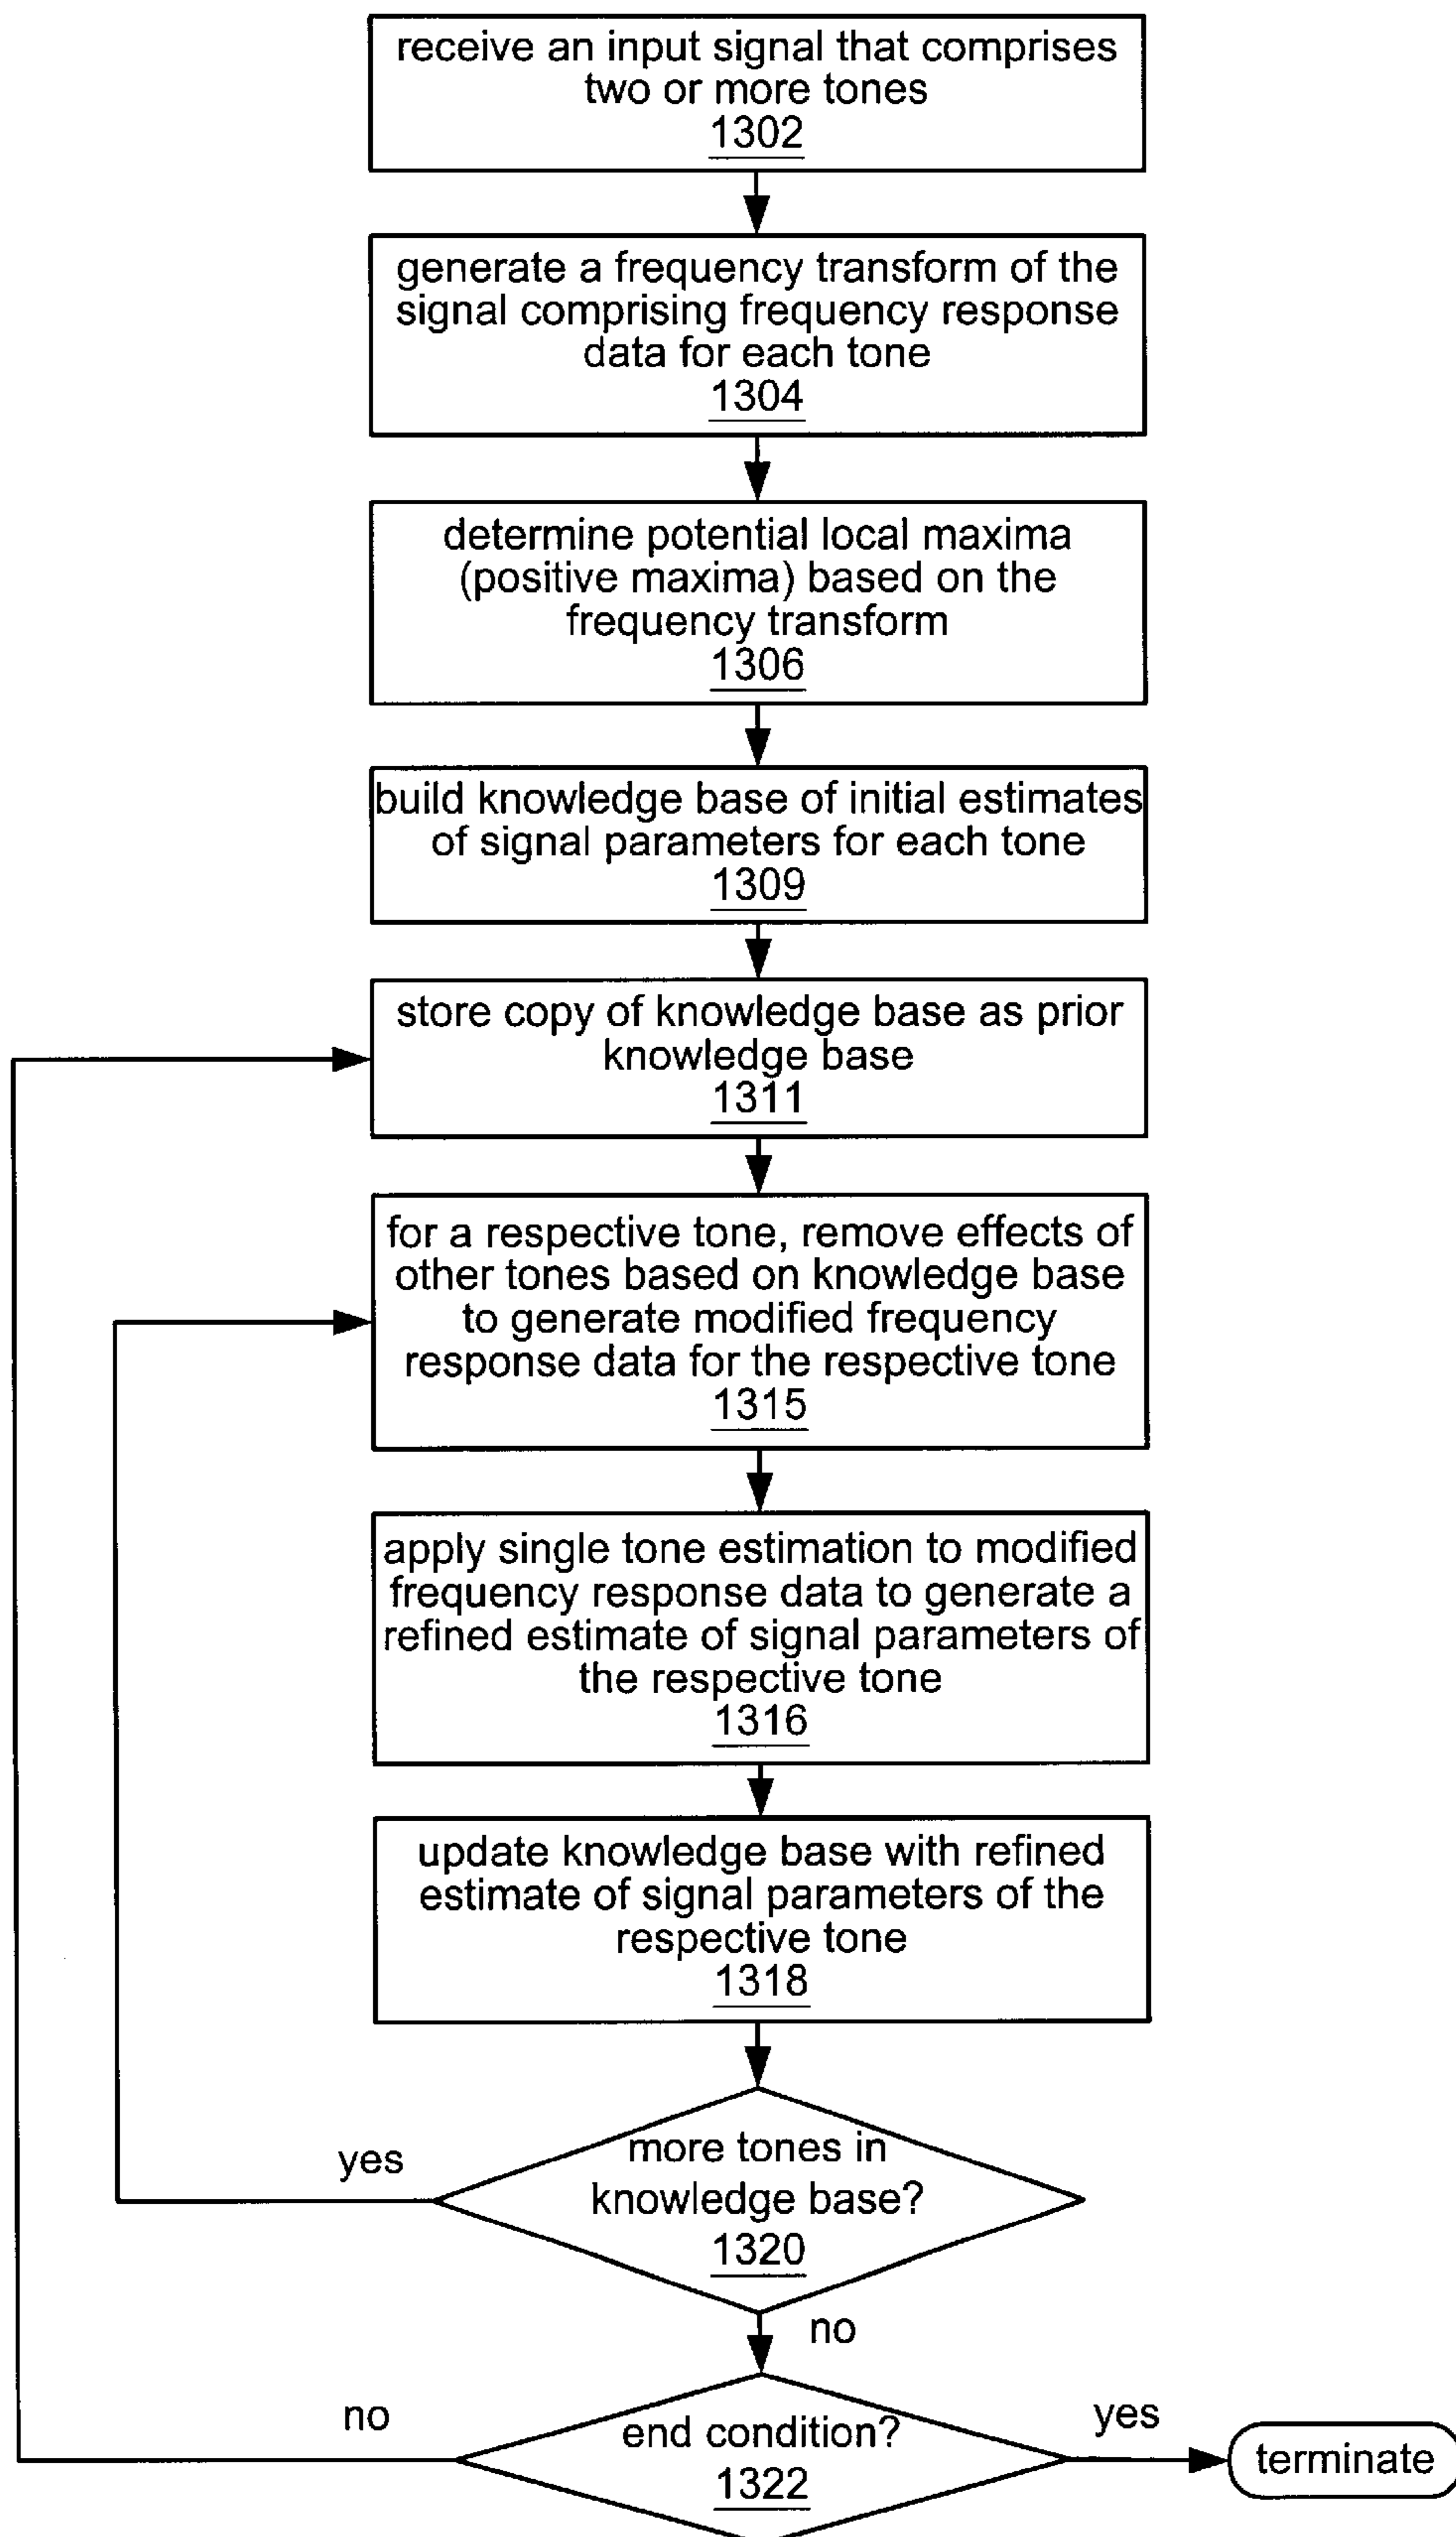 receive an input signal that comprises
two or more tones
1302
generate a frequency transform of the
signal comprising frequency response
data for each tone
1304
determine potential local maxima
(positive maxima) based on the
frequency transform
1306
build knowledge base of initial estimates
of signal parameters for each tone
1309
store copy of knowledge base as prior
knowledge base
1311
for a respective tone, remove effects of
other tones based on knowledge base
to generate modified frequency
response data for the respective tone
1315
apply single tone estimation to modified
frequency response data to generate a
refined estimate of signal parameters of
the respective tone
1316
update knowledge base with refined
estimate of signal parameters of the
respective tone
1318
yes
more tones in
knowledge base?
1320
no
no
end condition?
1322
yes
terminate